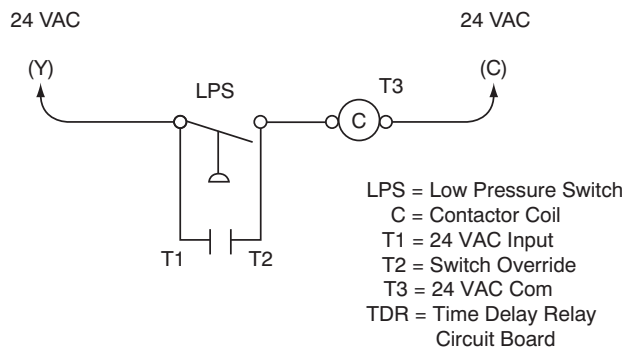 24 VAC 24 VAC
(Y) (C)
LPS T3
C
T1 T2
LPS = Low Pressure Switch
C = Contactor Coil
T1 = 24 VAC Input
T2 = Switch Override
T3 = 24 VAC Com
TDR = Time Delay Relay
Circuit Board